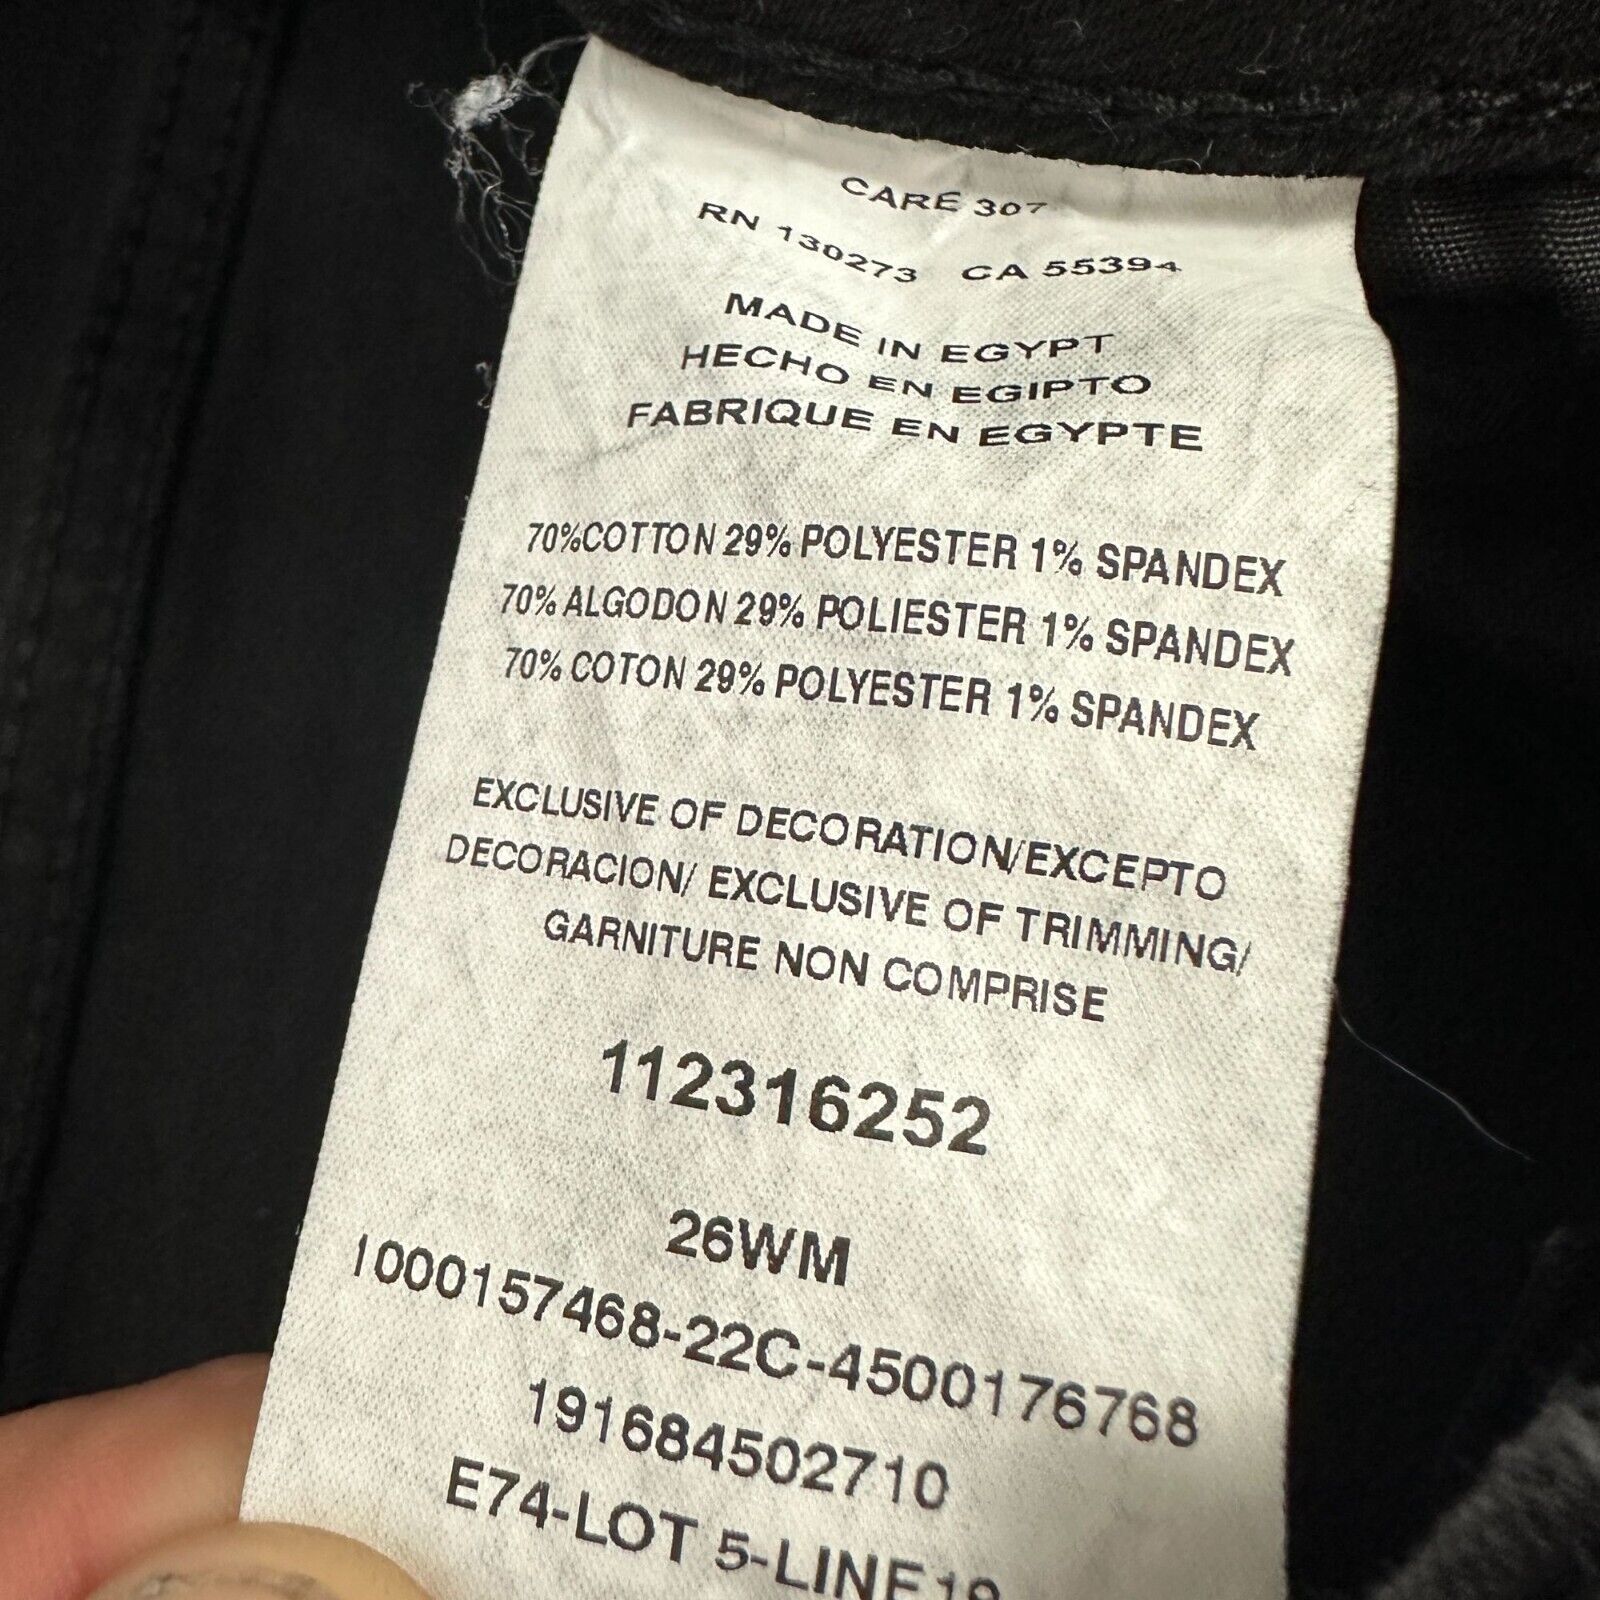 CARE 307
RN 130273 CA 55394
MADE IN EGYPT
HECHO EN EGIPTO
FABRIQUE EN EGYPTE
70%COTTON 29% POLYESTER 1% SPANDEX
70% ALGODON 29% POLIESTER 1% SPANDEX
70% COTON 29% POLYESTER 1% SPANDEX
EXCLUSIVE OF DECORATION/EXCEPTO
DECORACION/ EXCLUSIVE OF TRIMMING/
GARNITURE NON COMPRISE
112316252
26WM
1000157468-22C-4500176768
191684502710
E74-LOT 5-LINE19